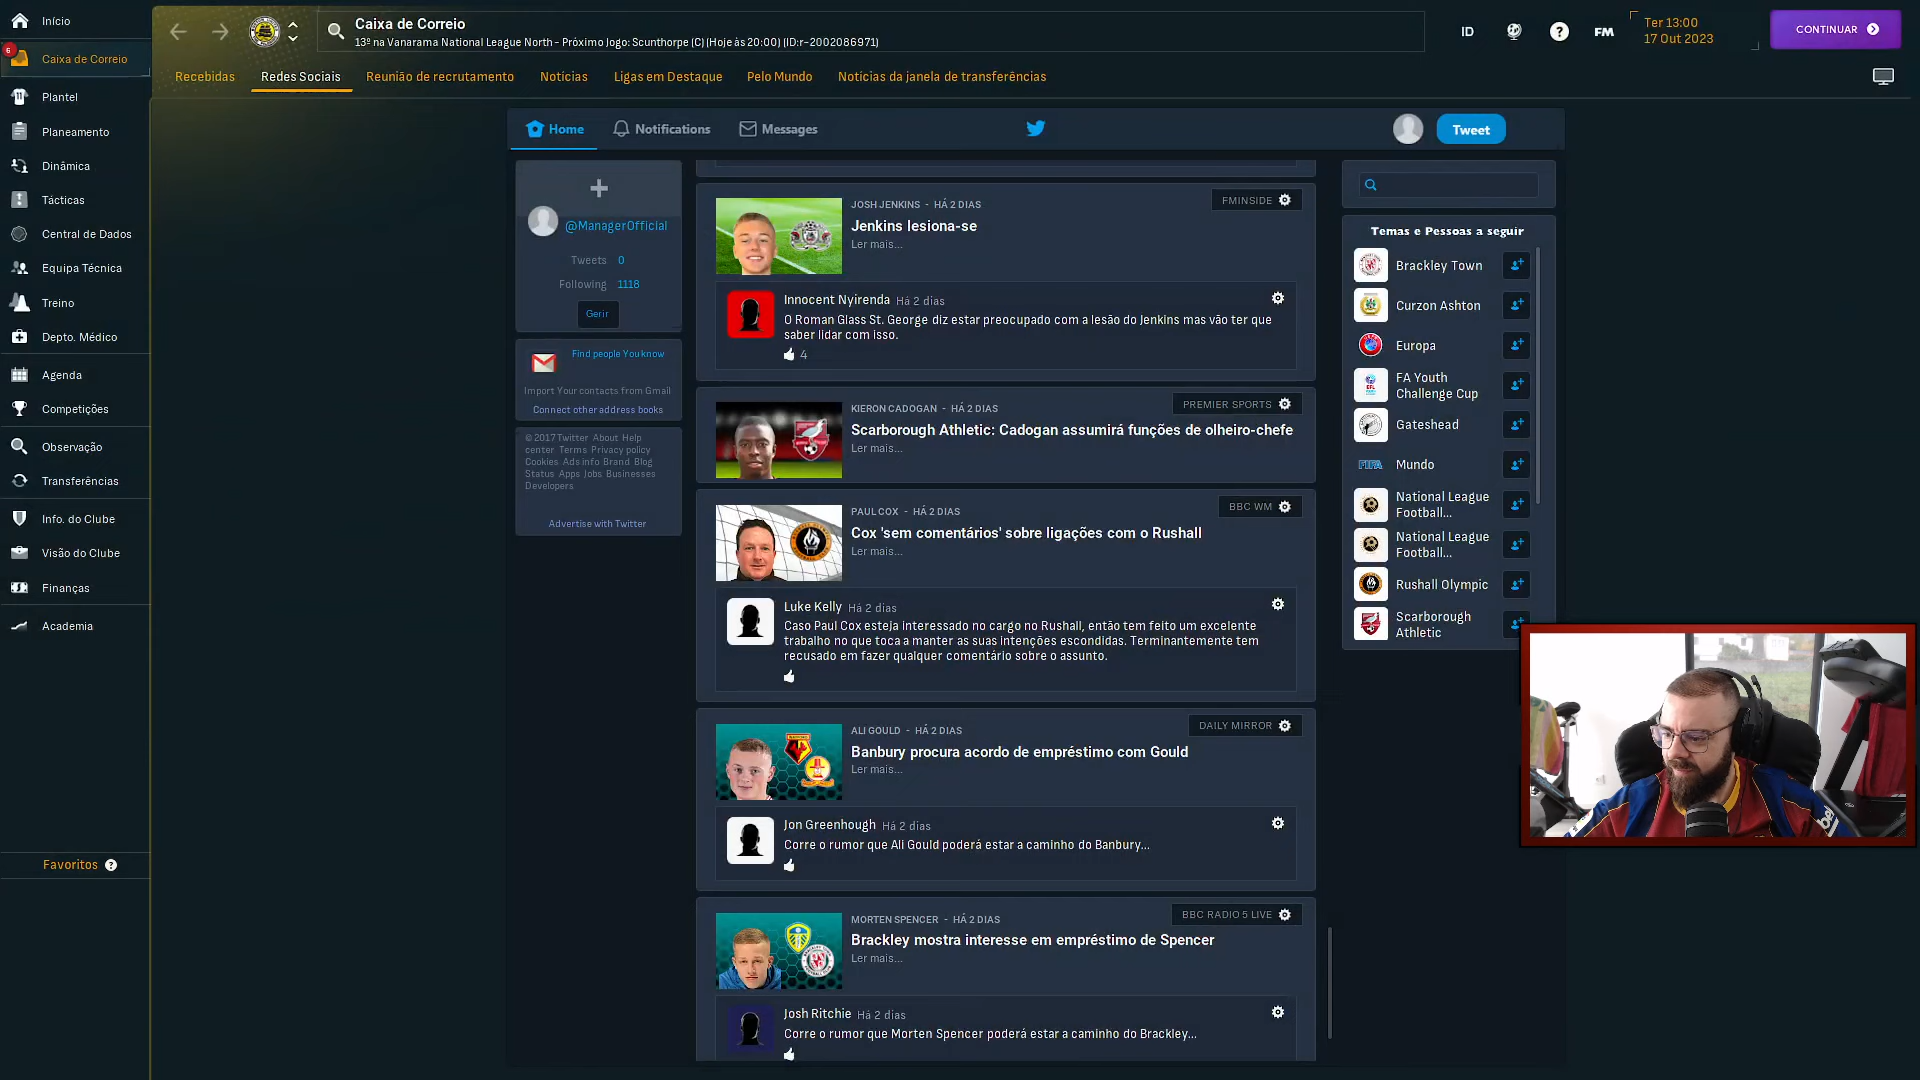 Início
6
Caixa de Correio
Plantel
Planeamento
Dinâmica
Tácticas
Central de Dados
Equipa Técnica
Treino
Depto. Médico
Agenda
Competições
Observação
Transferências
Info. do Clube
Visão do Clube
Finanças
Academia
Favoritos ?
Caixa de Correio
13º na Vanarama National League North - Próximo Jogo: Scunthorpe (C) (Hoje às 20:00) (ID:r-2002086971)
ID
?
FM
Ter 13:00
17 Out 2023
CONTINUAR
Recebidas
Redes Sociais
Reunião de recrutamento
Notícias
Ligas em Destaque
Pelo Mundo
Notícias da janela de transferências
Home
Notifications
Messages
Tweet
@ManagerOfficial
Tweets 0
Following 1118
Gerir
Find people You know
Import Your contacts from Gmail
Connect other address books
© 2017 Twitter About Help
center Terms Privacy policy
Cookies Ads info Brand Blog
Status Apps Jobs Businesses
Developers
Advertise with Twitter
JOSH JENKINS - HÁ 2 DIAS
FMINSIDE
Jenkins lesiona-se
Ler mais...
Innocent Nyirenda Há 2 dias
O Roman Glass St. George diz estar preocupado com a lesão do Jenkins mas vão ter que
saber lidar com isso.
4
KIERON CADOGAN - HÁ 2 DIAS
PREMIER SPORTS
Scarborough Athletic: Cadogan assumirá funções de olheiro-chefe
Ler mais...
PAUL COX - HÁ 2 DIAS
BBC WM
Cox 'sem comentários' sobre ligações com o Rushall
Ler mais...
Luke Kelly Há 2 dias
Caso Paul Cox esteja interessado no cargo no Rushall, então tem feito um excelente
trabalho no que toca a manter as suas intenções escondidas. Terminantemente tem
recusado em fazer qualquer comentário sobre o assunto.
ALI GOULD - HÁ 2 DIAS
DAILY MIRROR
Banbury procura acordo de empréstimo com Gould
Ler mais...
Jon Greenhough Há 2 dias
Corre o rumor que Ali Gould poderá estar a caminho do Banbury...
MORTEN SPENCER - HÁ 2 DIAS
BBC RADIO 5 LIVE
Brackley mostra interesse em empréstimo de Spencer
Ler mais...
Josh Ritchie Há 2 dias
Corre o rumor que Morten Spencer poderá estar a caminho do Brackley...
Temas e Pessoas a seguir
Brackley Town
Curzon Ashton
Europa
FA Youth
Challenge Cup
Gateshead
FIFA
Mundo
National League
Football...
National League
Football...
Rushall Olympic
Scarborough
Athletic